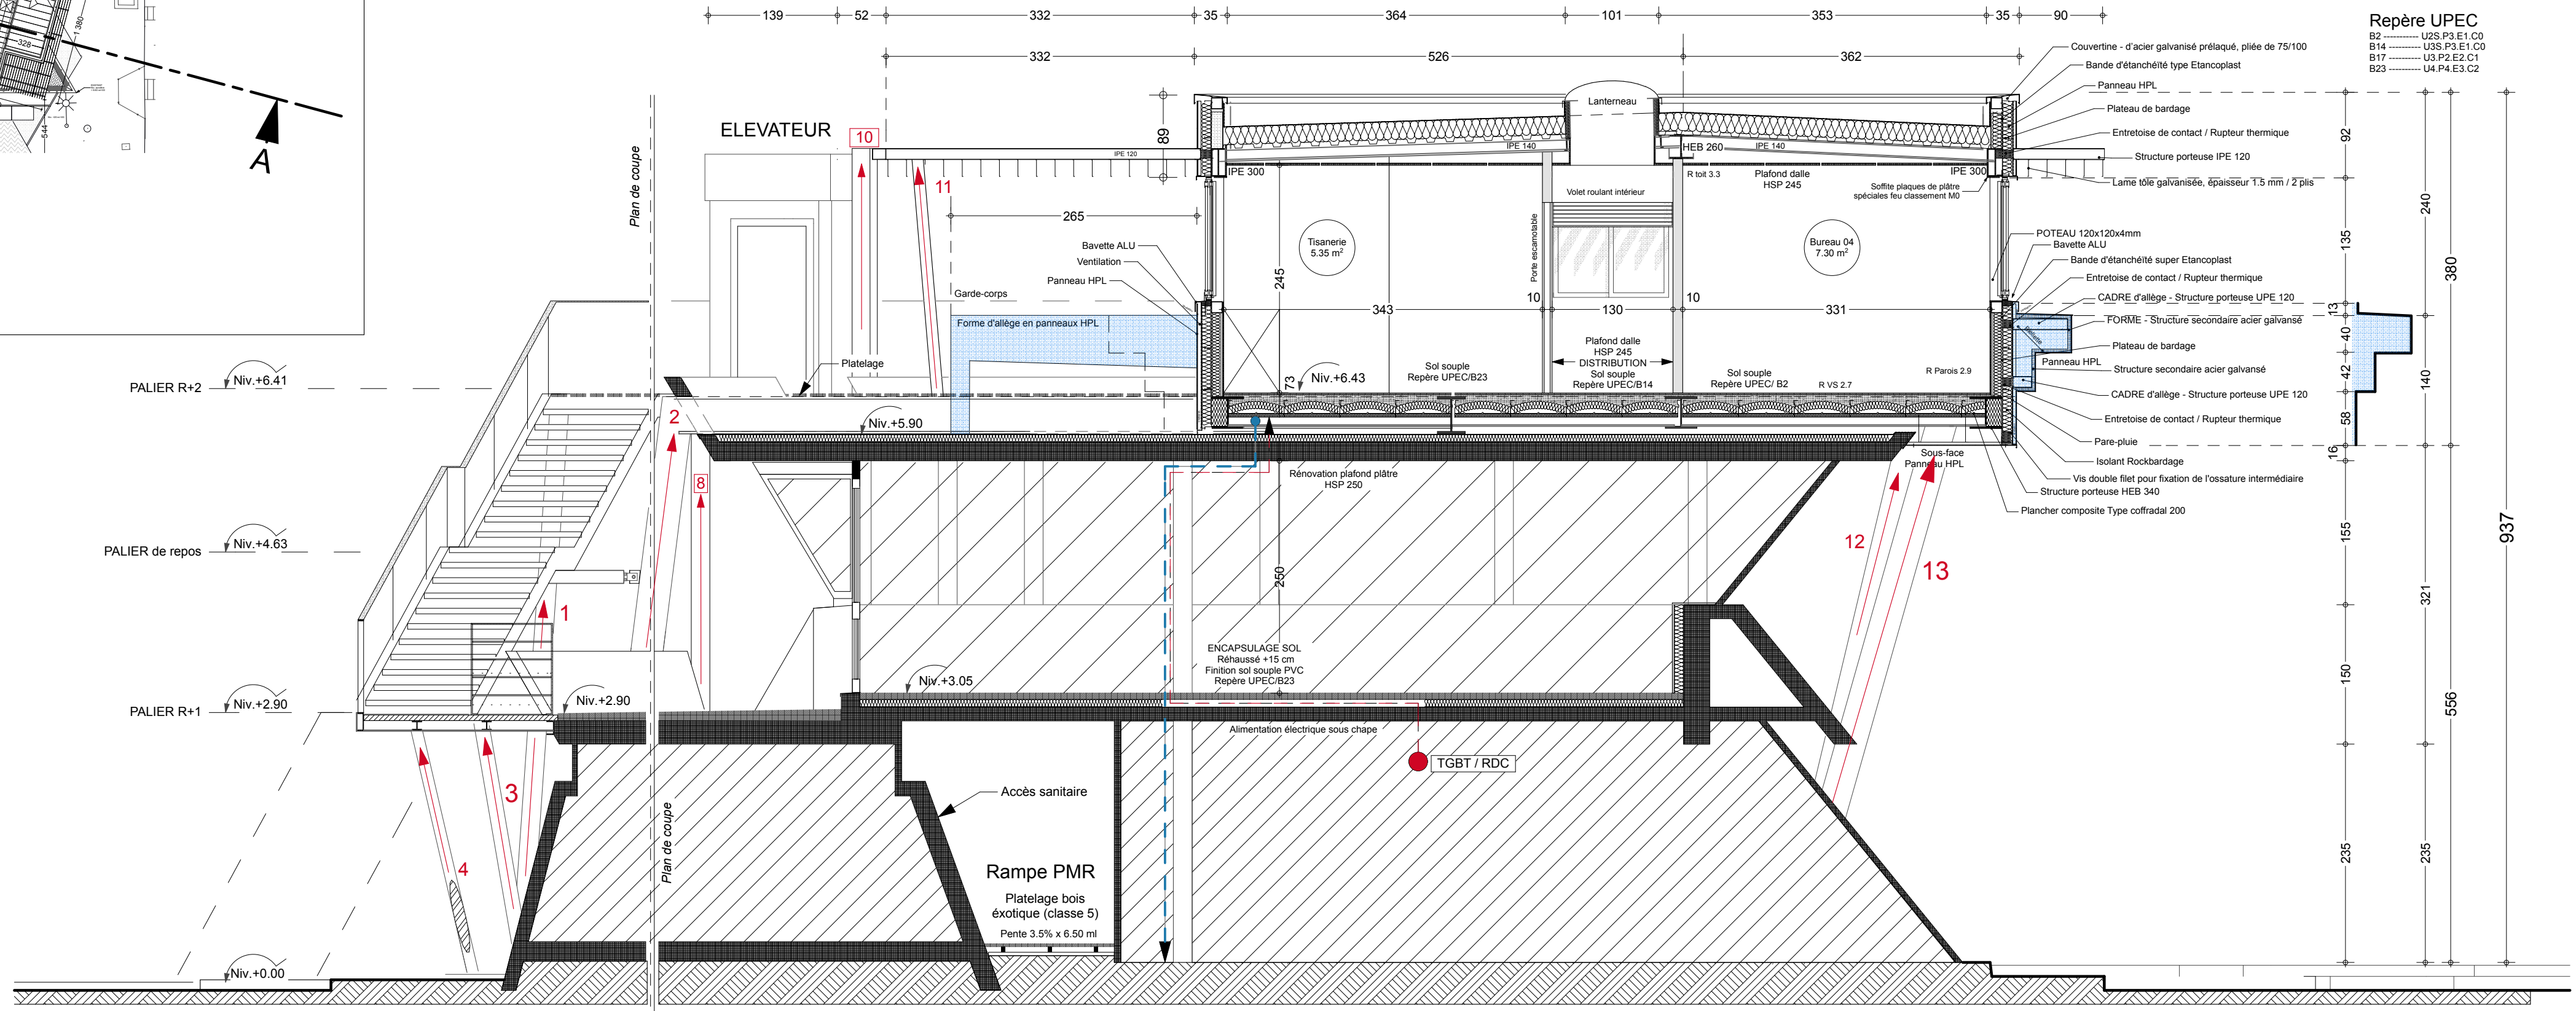 139
52
332
35
364
101
353
35
90
332
526
362
Repère UPEC
B2 ----------- U2S.P3.E1.C0
B14 ---------- U3S.P3.E1.C0
B17 ---------- U3.P2.E2.C1
B23 ---------- U4.P4.E3.C2
1 380
328
544
A
Plan de coupe
ELEVATEUR
10
11
IPE 120
89
265
Lanterneau
IPE 140
HEB 260
IPE 140
IPE 300
IPE 300
R toit 3.3
Plafond dalle
HSP 245
Soffite plaques de plâtre
spéciales feu classement M0
Volet roulant intérieur
Porte escamotable
Tisanerie
5.35 m²
Bureau 04
7.30 m²
245
343
10
130
10
331
73
Niv.+6.43
Sol souple
Repère UPEC/B23
Plafond dalle
HSP 245
DISTRIBUTION
Sol souple
Repère UPEC/B14
Sol souple
Repère UPEC/ B2
R VS 2.7
R Parois 2.9
Couvertine - d'acier galvanisé prélaqué, pliée de 75/100
Bande d'étanchéïté type Etancoplast
Panneau HPL
Plateau de bardage
Entretoise de contact / Rupteur thermique
Structure porteuse IPE 120
Lame tôle galvanisée, épaisseur 1.5 mm / 2 plis
POTEAU 120x120x4mm
Bavette ALU
Bande d'étanchéïté super Etancoplast
Entretoise de contact / Rupteur thermique
CADRE d'allège - Structure porteuse UPE 120
FORME - Structure secondaire acier galvansé
Plateau de bardage
Panneau HPL
Structure secondaire acier galvansé
CADRE d'allège - Structure porteuse UPE 120
Entretoise de contact / Rupteur thermique
Pare-pluie
Isolant Rockbardage
Vis double filet pour fixation de l'ossature intermédiaire
Structure porteuse HEB 340
Plancher composite Type coffradal 200
Sous-face
Panneau HPL
Bavette ALU
Ventilation
Panneau HPL
Garde-corps
Forme d'allège en panneaux HPL
Platelage
PALIER R+2
Niv.+6.41
Niv.+5.90
PALIER de repos
Niv.+4.63
PALIER R+1
Niv.+2.90
Niv.+2.90
Niv.+3.05
Niv.+0.00
2
8
1
3
4
12
13
Rénovation plafond plâtre
HSP 250
250
ENCAPSULAGE SOL
Réhaussé +15 cm
Finition sol souple PVC
Repère UPEC/B23
Alimentation électrique sous chape
TGBT / RDC
Plan de coupe
Accès sanitaire
Rampe PMR
Platelage bois
éxotique (classe 5)
Pente 3.5% x 6.50 ml
92
135
13
40
42
58
16
155
150
235
240
140
321
235
380
556
937